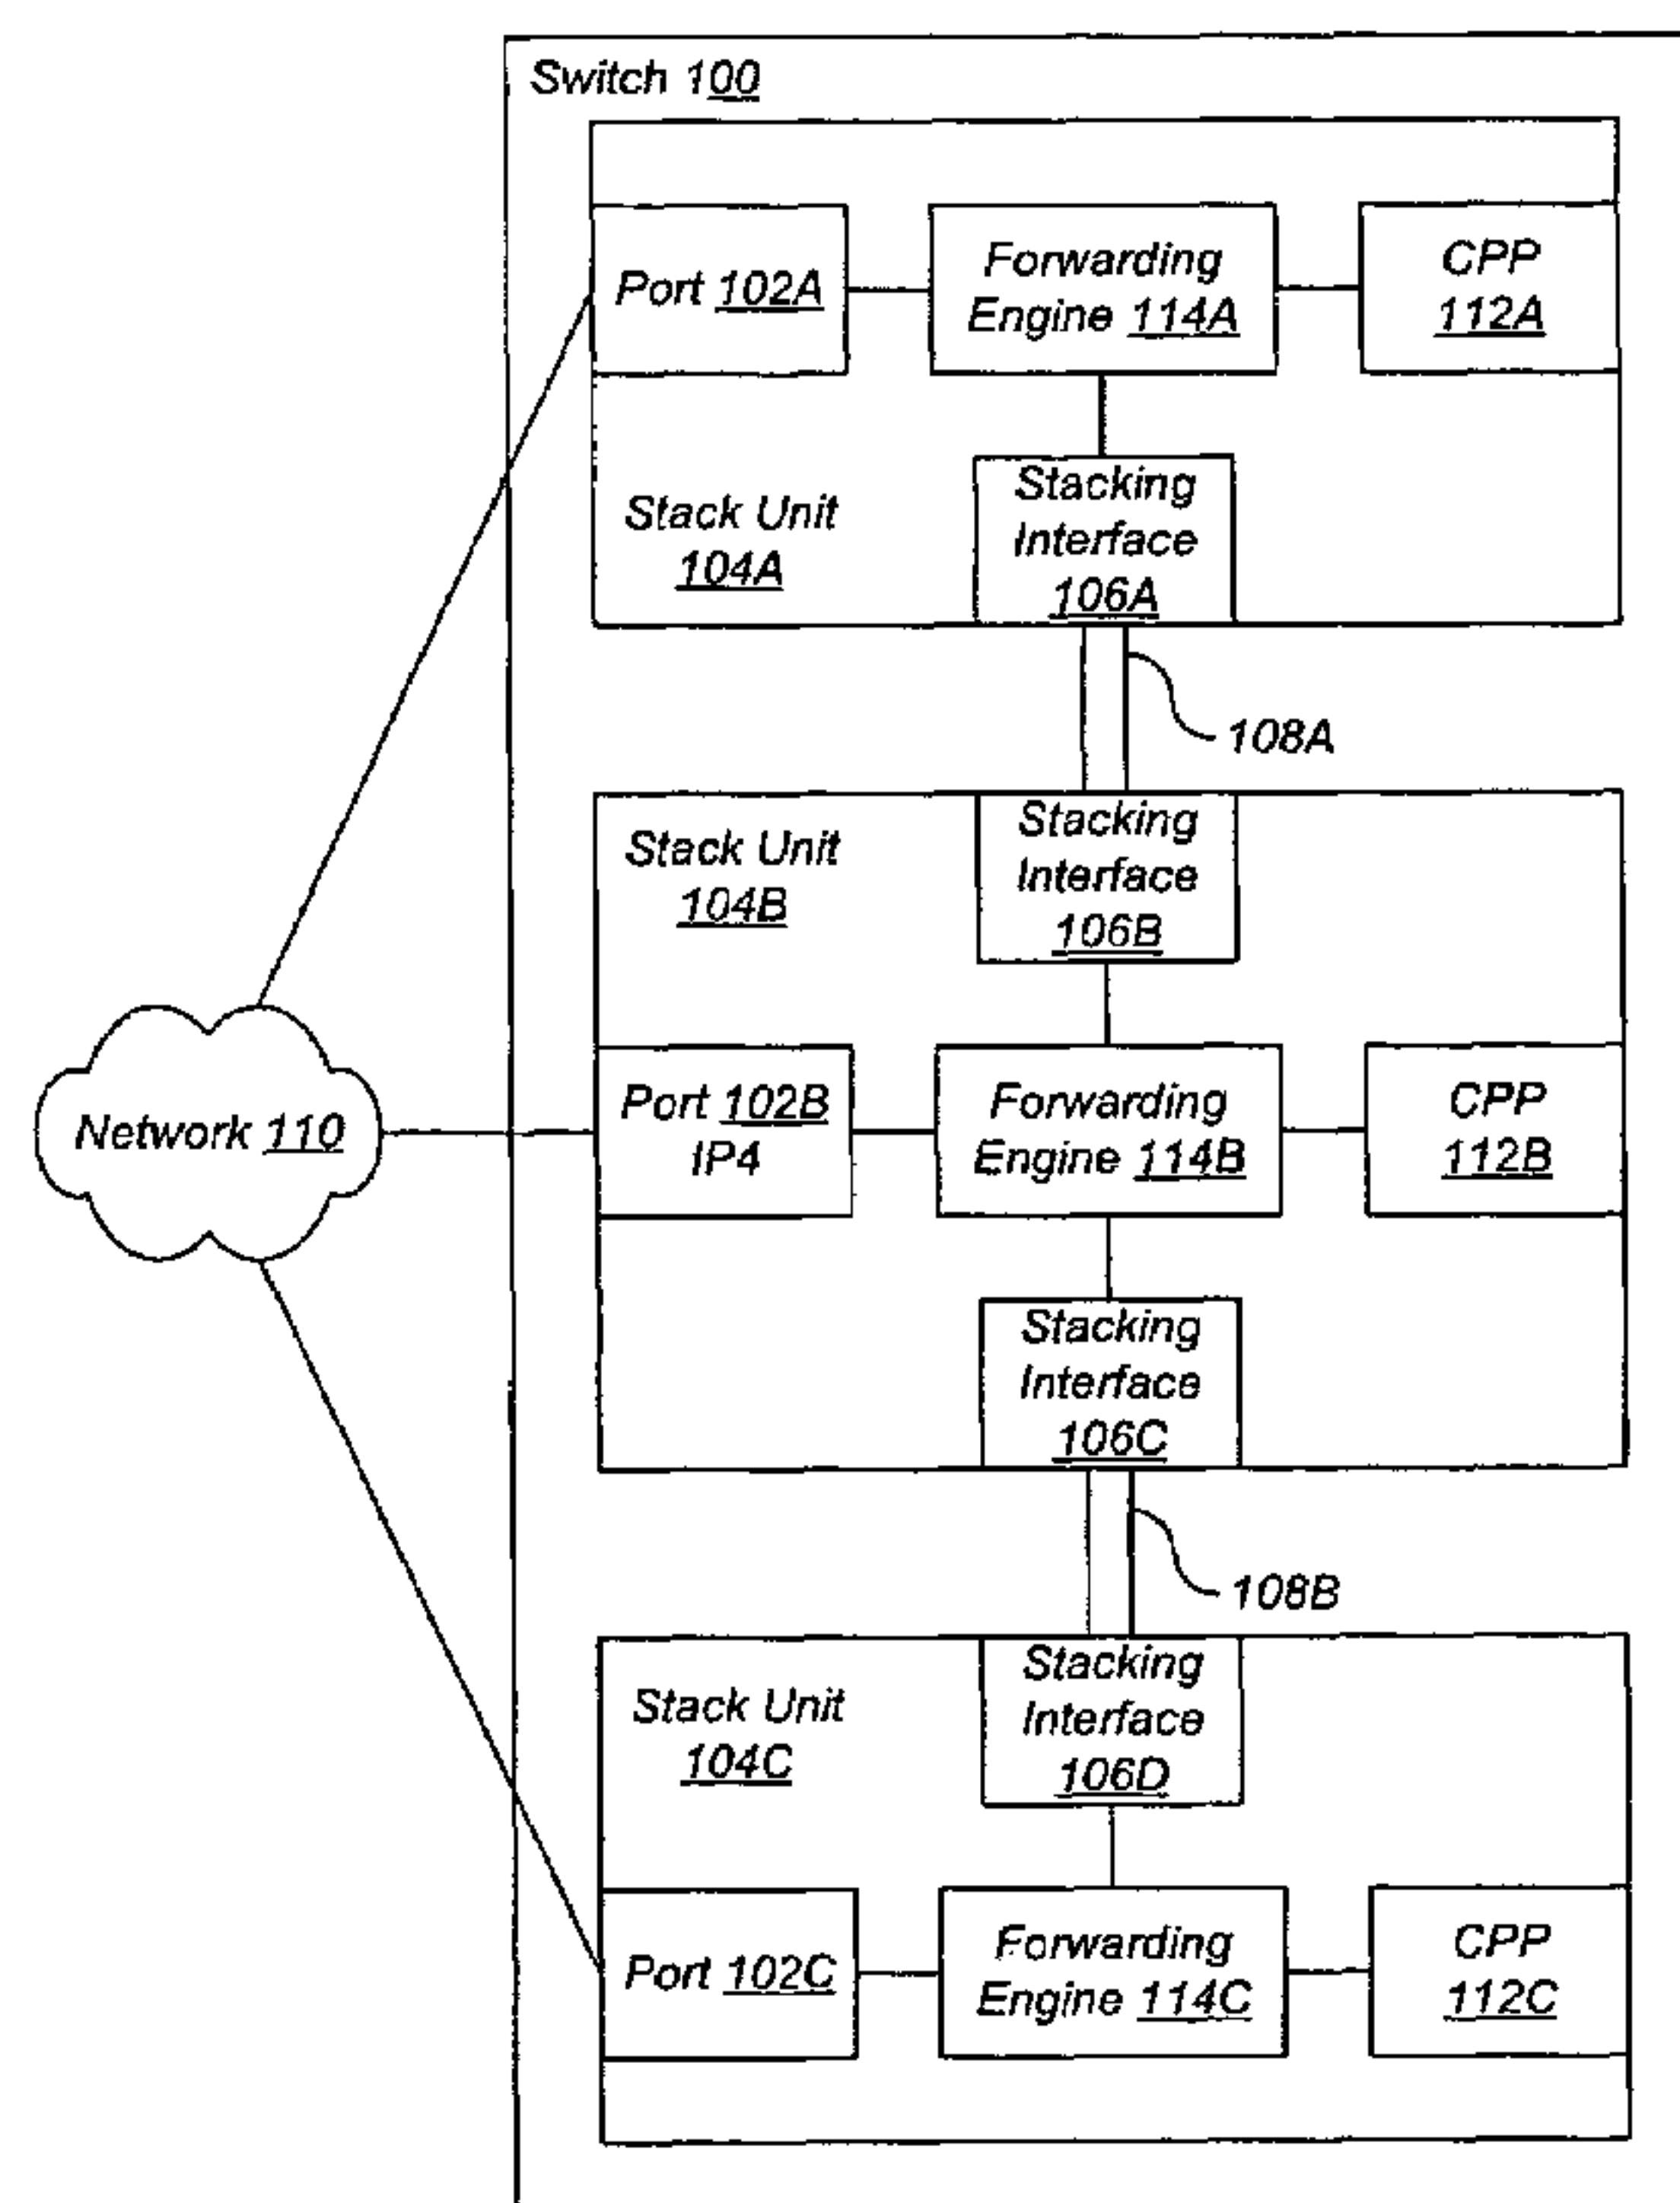 Switch 100
Port 102A
Forwarding
Engine 114A
CPP
112A
Stack Unit
104A
Stacking
Interface
106A
108A
Stack Unit
104B
Stacking
Interface
106B
Network 110
Port 102B
IP4
Forwarding
Engine 114B
CPP
112B
Stacking
Interface
106C
108B
Stack Unit
104C
Stacking
Interface
106D
Port 102C
Forwarding
Engine 114C
CPP
112C